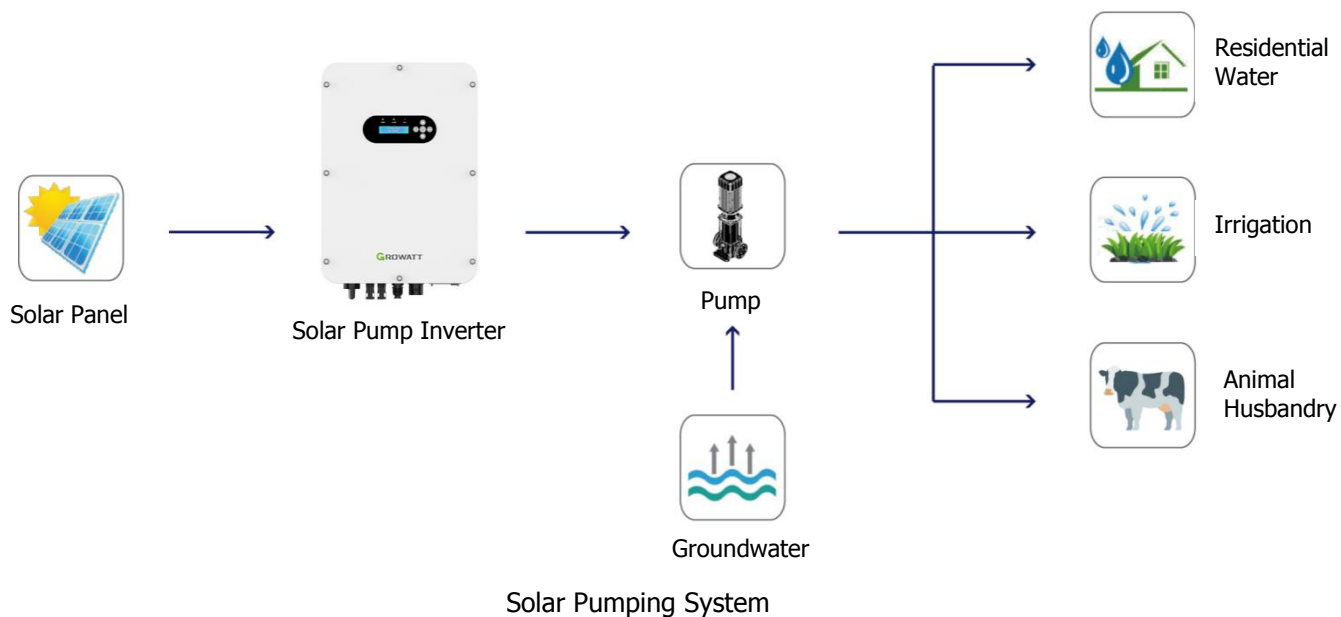 Residential
Water
Irrigation
GROWATT
Solar Panel
Solar Pump Inverter
Pump
Animal
Husbandry
Groundwater
Solar Pumping System